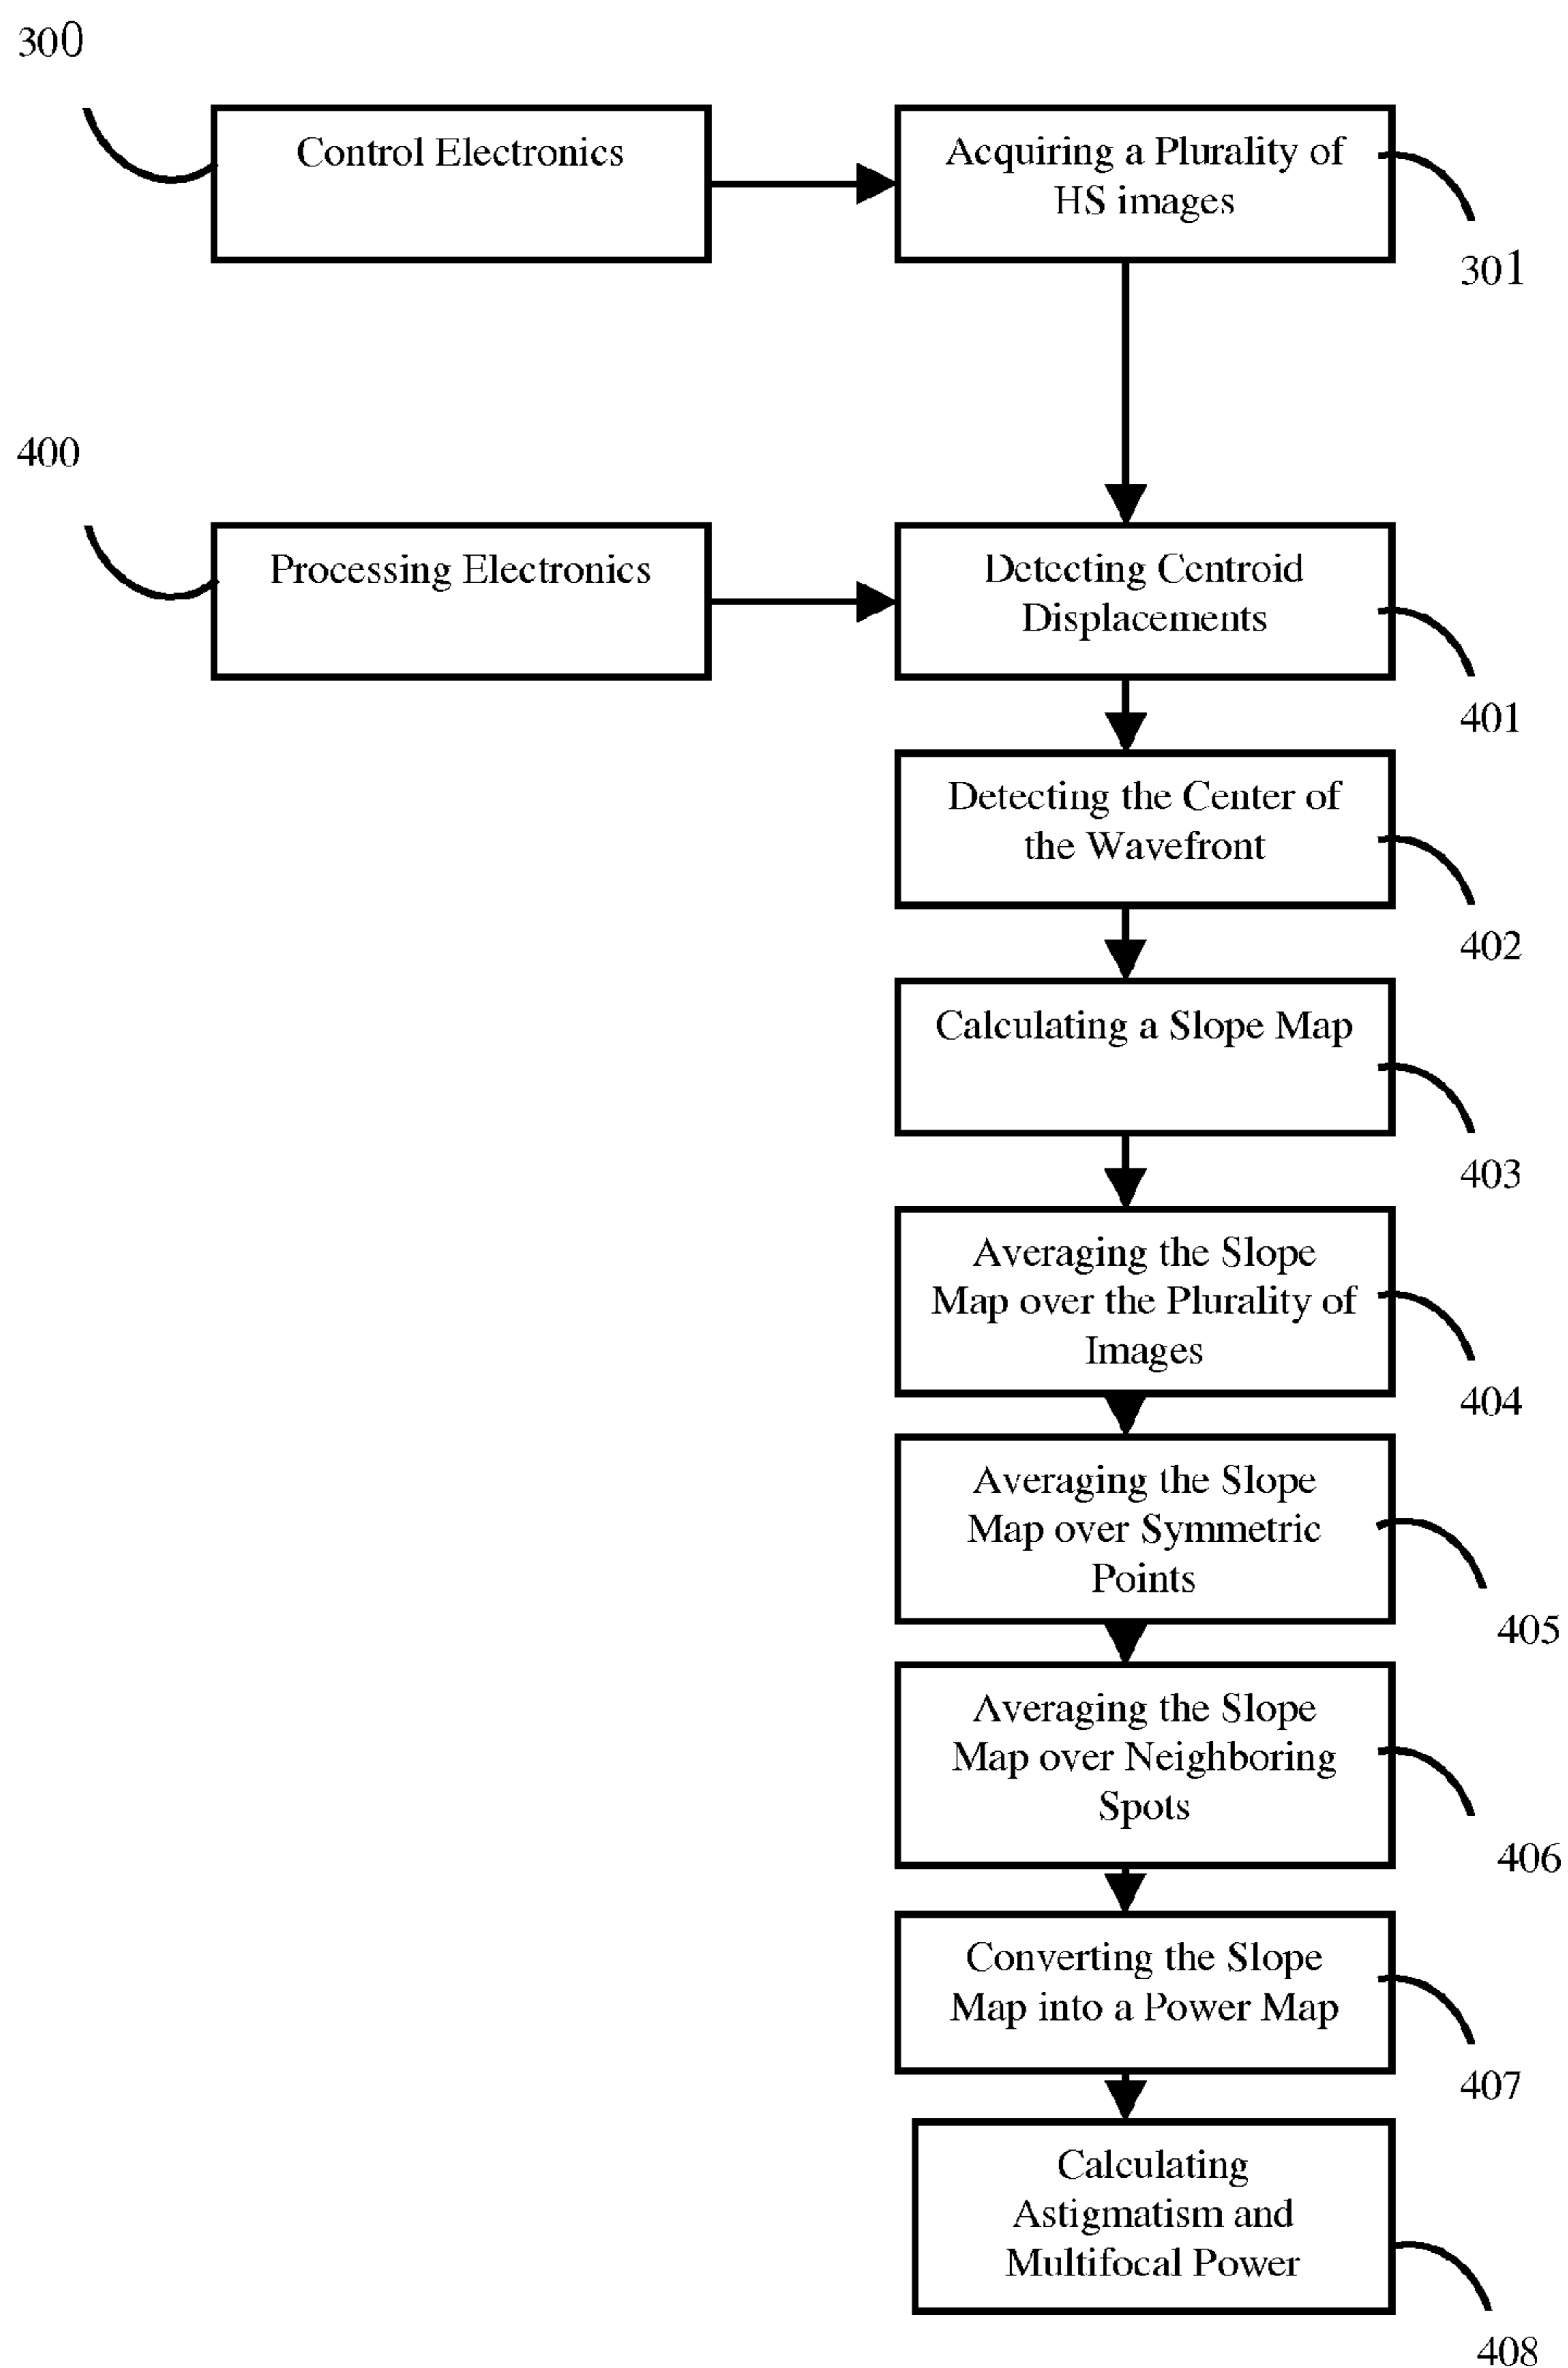 300
Control Electronics
Acquiring a Plurality of
HS images
301
400
Processing Electronics
Detecting Centroid
Displacements
401
Detecting the Center of
the Wavefront
402
Calculating a Slope Map
403
Averaging the Slope
Map over the Plurality of
Images
404
Averaging the Slope
Map over Symmetric
Points
405
Averaging the Slope
Map over Neighboring
Spots
406
Converting the Slope
Map into a Power Map
407
Calculating
Astigmatism and
Multifocal Power
408